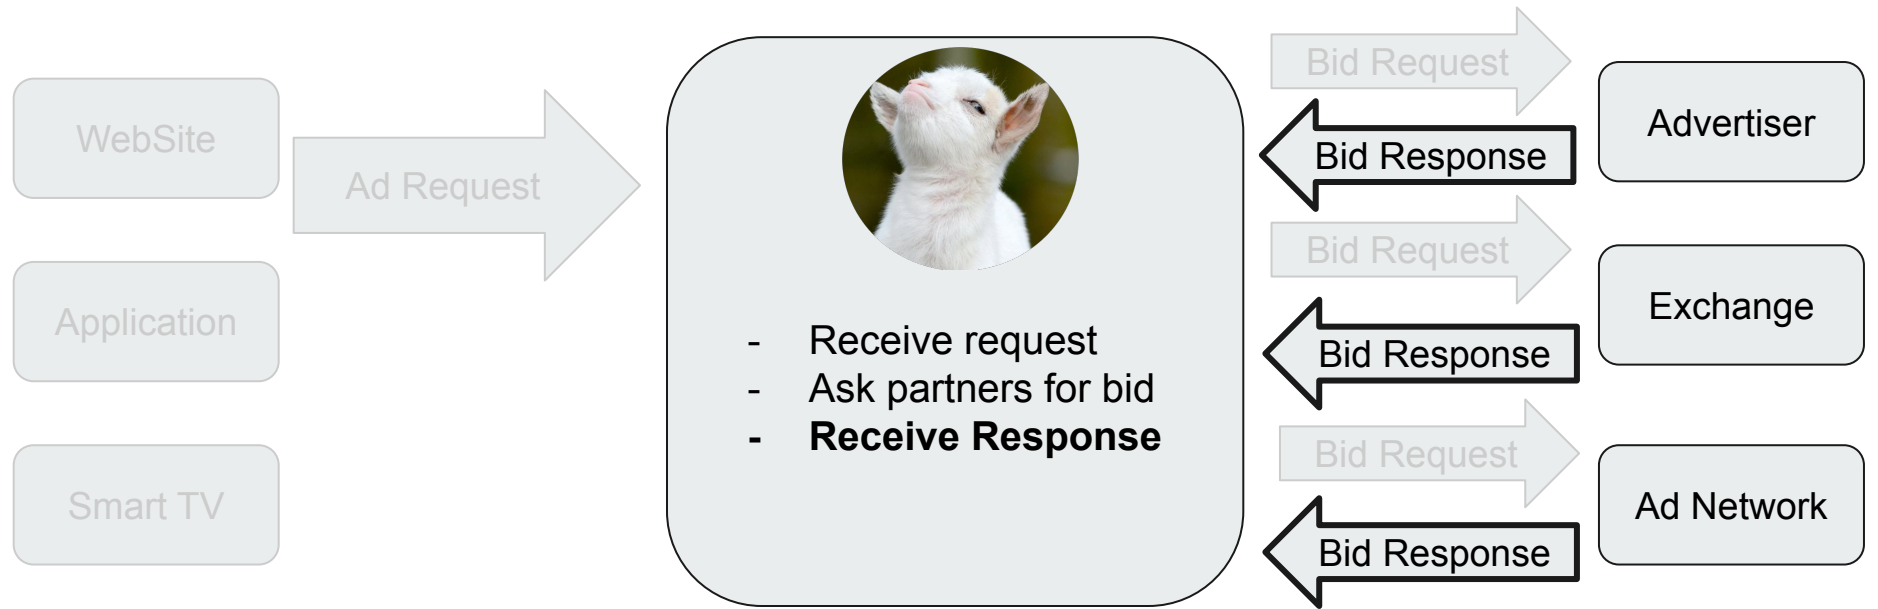 WebSite
Application
Smart TV
Ad Request
- Receive request
- Ask partners for bid
- Receive Response
Bid Request
Bid Response
Bid Request
Bid Response
Bid Request
Bid Response
Advertiser
Exchange
Ad Network